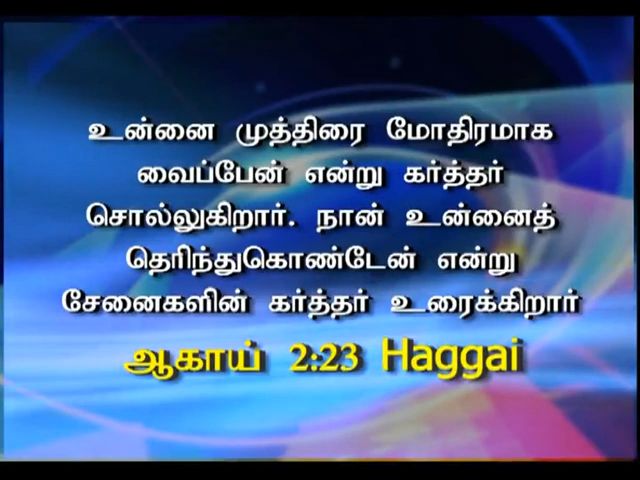 உன்னை முத்திரை மோதிரமாக
வைப்பேன் என்று கர்த்தர்
சொல்லுகிறார். நான் உன்னைத்
தெரிந்துகொண்டேன் என்று
சேனைகளின் கர்த்தர் உரைக்கிறார்
ஆகாய் 2:23 Haggai